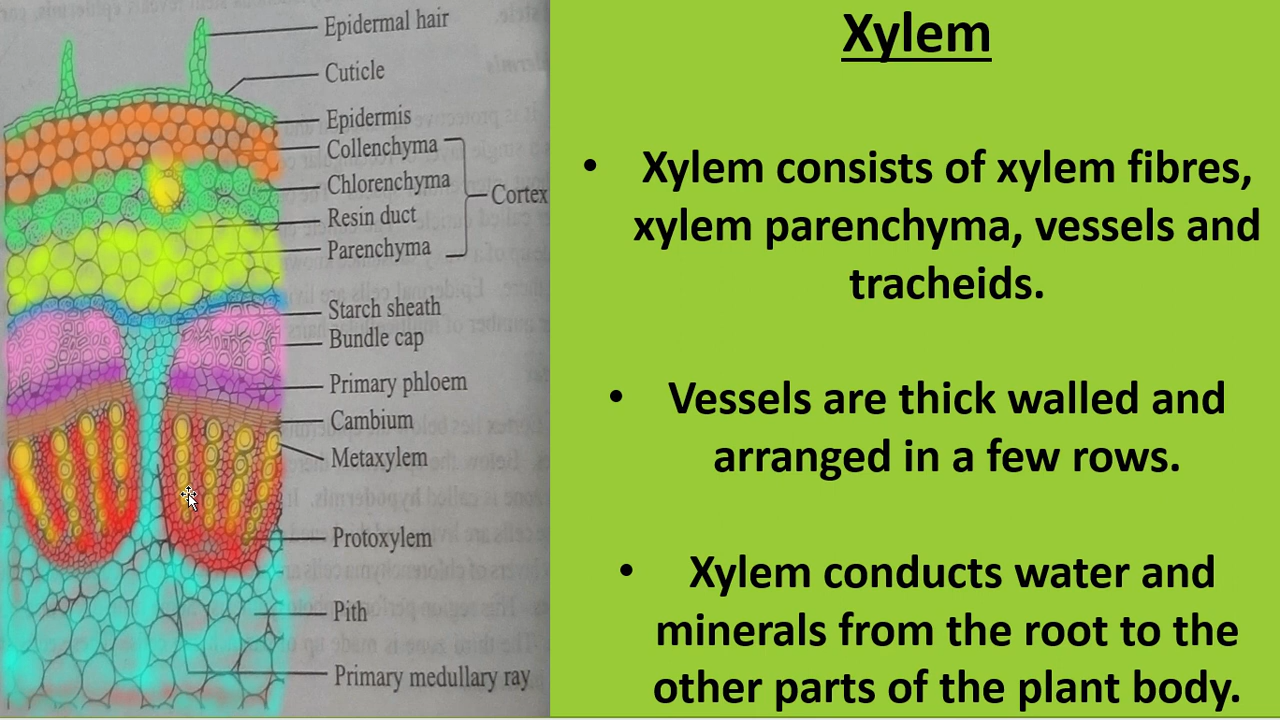 Epidermal hair
Cuticle
Epidermis
Collenchyma
Chlorenchyma
Cortex
Resin duct
Parenchyma
Starch sheath
Bundle cap
Primary phloem
Cambium
Metaxylem
Protoxylem
Pith
Primary medullary ray
Xylem
• Xylem consists of xylem fibres,
xylem parenchyma, vessels and
tracheids.
• Vessels are thick walled and
arranged in a few rows.
• Xylem conducts water and
minerals from the root to the
other parts of the plant body.